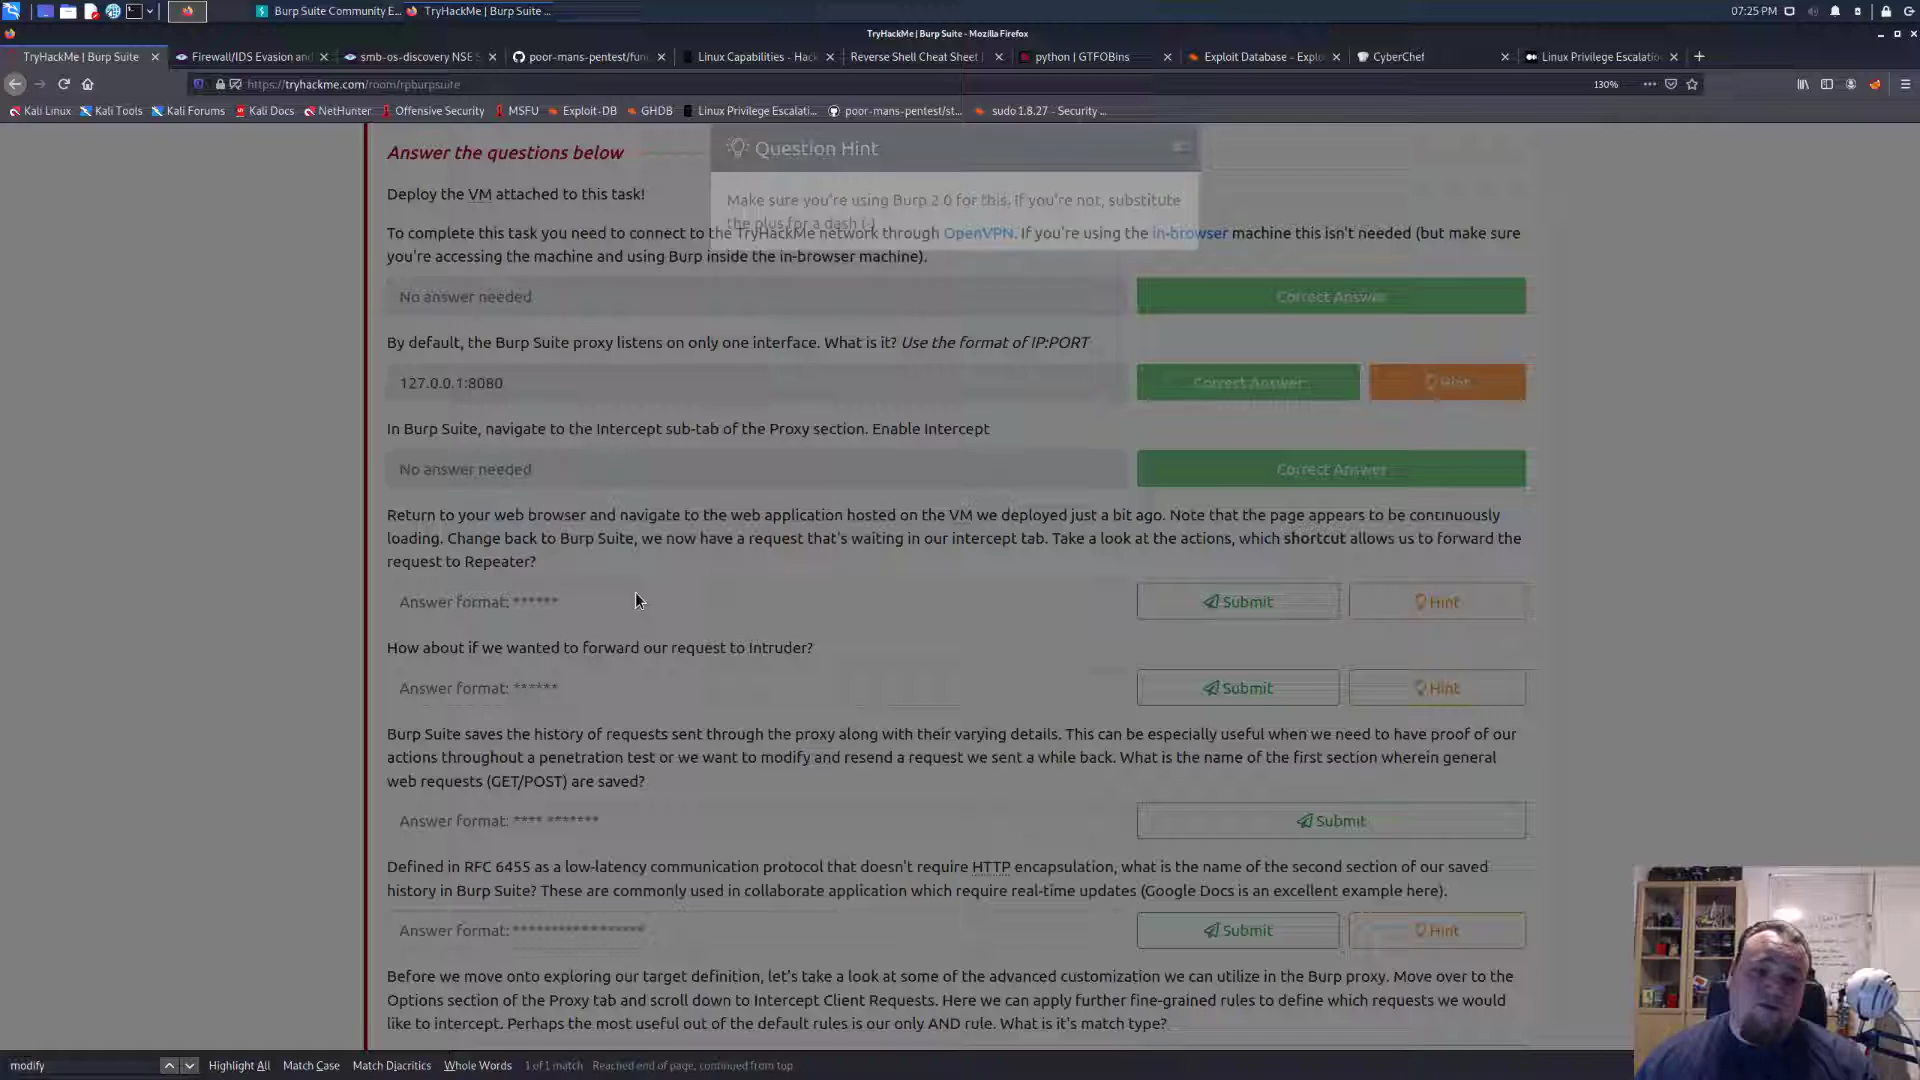 Burp Suite Community E...
TryHackMe | Burp Suite ...
07:25 PM
TryHackMe | Burp Suite - Mozilla Firefox
TryHackMe | Burp Suite
Firewall/IDS Evasion and
smb-os-discovery NSE S
poor-mans-pentest/fun
Linux Capabilities - Hack
Reverse Shell Cheat Sheet
python | GTFOBins
Exploit Database - Explo
CyberChef
Linux Privilege Escalatio
https://tryhackme.com/room/rpburpsuite
130%
Kali Linux
Kali Tools
Kali Forums
Kali Docs
NetHunter
Offensive Security
MSFU
Exploit-DB
GHDB
Linux Privilege Escalati...
poor-mans-pentest/st...
sudo 1.8.27 - Security ...
Answer the questions below
Question Hint
Make sure you're using Burp 2.0 for this. If you're not, substitute
the plus for a dash (-)
Deploy the VM attached to this task!
To complete this task you need to connect to the TryHackMe network through OpenVPN. If you're using the in-browser machine this isn't needed (but make sure
you're accessing the machine and using Burp inside the in-browser machine).
No answer needed
Correct Answer
By default, the Burp Suite proxy listens on only one interface. What is it? Use the format of IP:PORT
127.0.0.1:8080
Correct Answer
Hint
In Burp Suite, navigate to the Intercept sub-tab of the Proxy section. Enable Intercept
No answer needed
Correct Answer
Return to your web browser and navigate to the web application hosted on the VM we deployed just a bit ago. Note that the page appears to be continuously
loading. Change back to Burp Suite, we now have a request that's waiting in our intercept tab. Take a look at the actions, which shortcut allows us to forward the
request to Repeater?
Answer format: ******
Submit
Hint
How about if we wanted to forward our request to Intruder?
Answer format: ******
Submit
Hint
Burp Suite saves the history of requests sent through the proxy along with their varying details. This can be especially useful when we need to have proof of our
actions throughout a penetration test or we want to modify and resend a request we sent a while back. What is the name of the first section wherein general
web requests (GET/POST) are saved?
Answer format: **** *******
Submit
Defined in RFC 6455 as a low-latency communication protocol that doesn't require HTTP encapsulation, what is the name of the second section of our saved
history in Burp Suite? These are commonly used in collaborate application which require real-time updates (Google Docs is an excellent example here).
Answer format: ******************
Submit
Hint
Before we move onto exploring our target definition, let's take a look at some of the advanced customization we can utilize in the Burp proxy. Move over to the
Options section of the Proxy tab and scroll down to Intercept Client Requests. Here we can apply further fine-grained rules to define which requests we would
like to intercept. Perhaps the most useful out of the default rules is our only AND rule. What is it's match type?
modify
Highlight All
Match Case
Match Diacritics
Whole Words
1 of 1 match
Reached end of page, continued from top